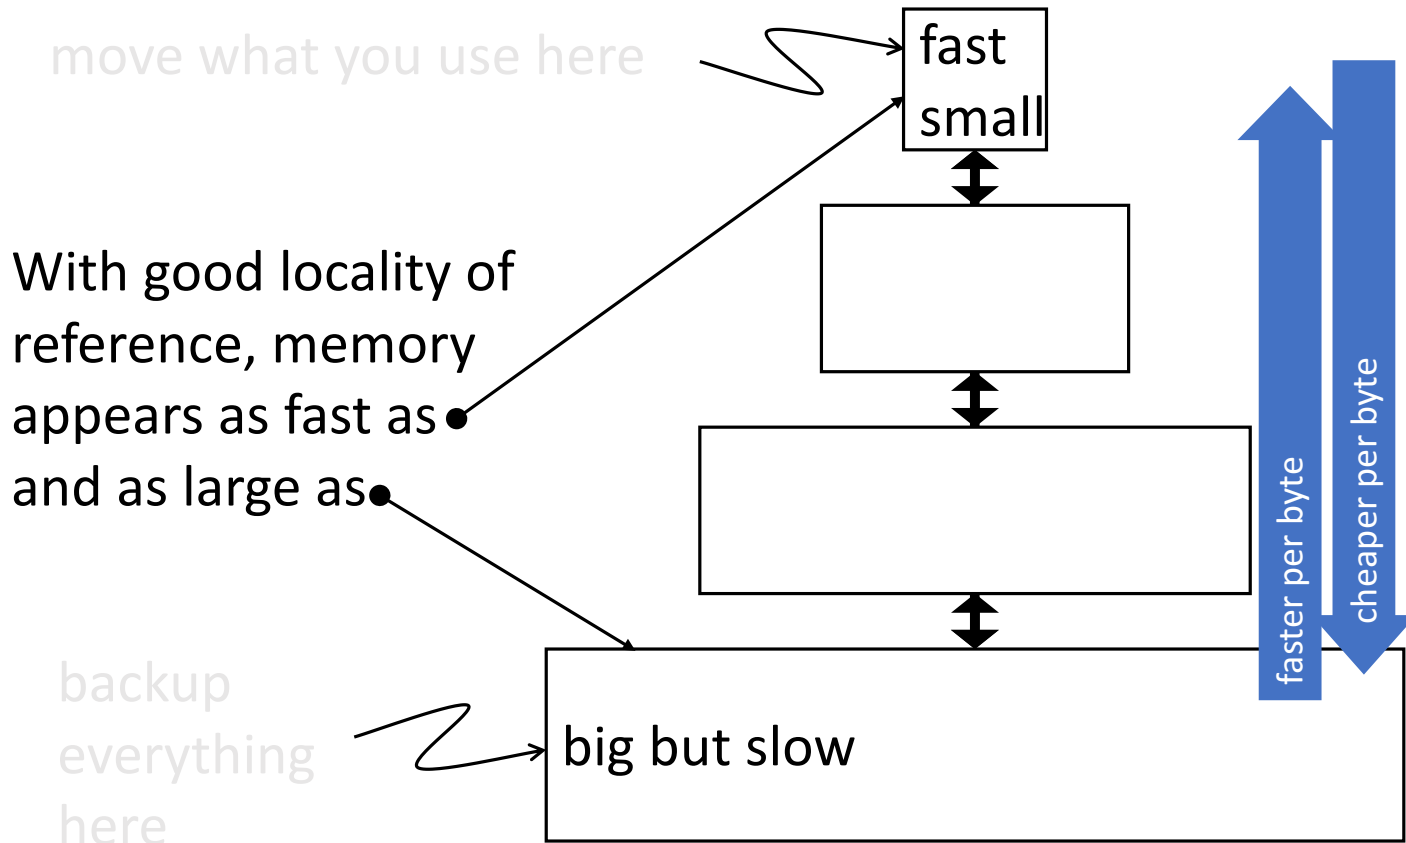 move what you use here
fast
small
With good locality of
reference, memory
appears as fast as
and as large as
faster per byte
cheaper per byte
backup
everything
here
big but slow